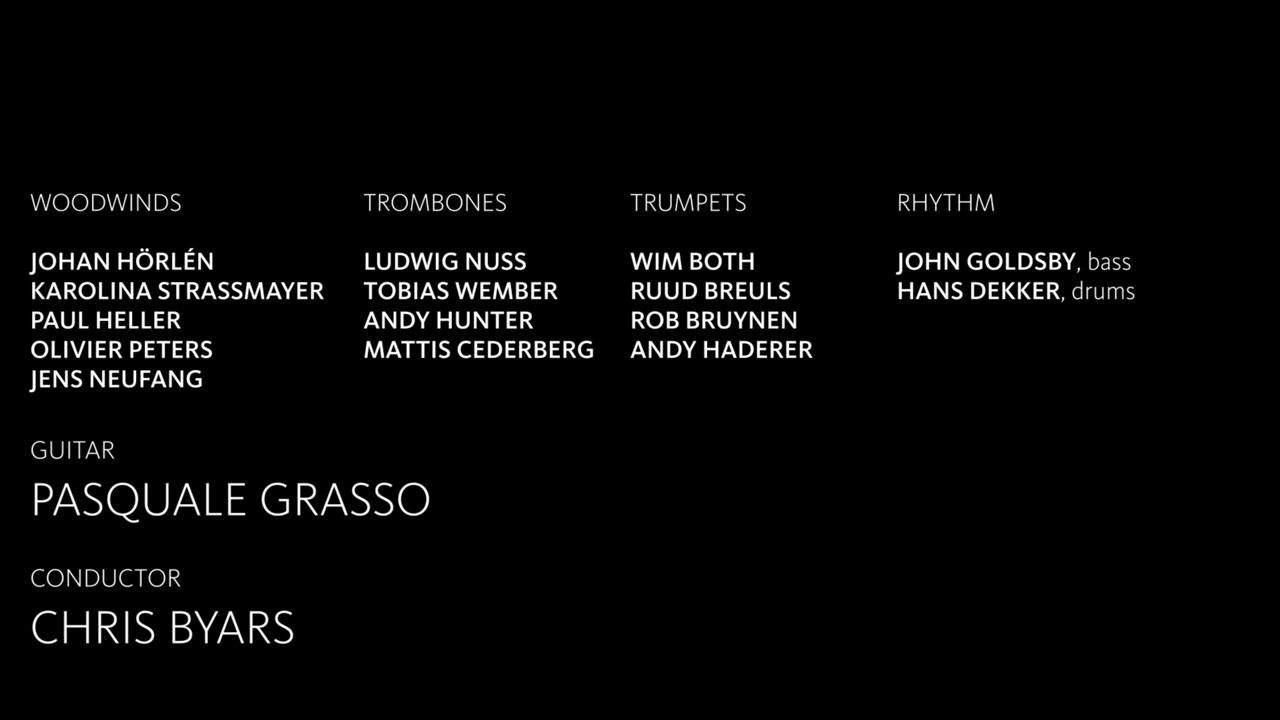 WOODWINDS
JOHAN HÖRLÉN
KAROLINA STRASSMAYER
PAUL HELLER
OLIVIER PETERS
JENS NEUFANG
TROMBONES
LUDWIG NUSS
TOBIAS WEMBER
ANDY HUNTER
MATTIS CEDERBERG
TRUMPETS
WIM BOTH
RUUD BREULS
ROB BRUYNEN
ANDY HADERER
RHYTHM
JOHN GOLDSBY, bass
HANS DEKKER, drums
GUITAR
PASQUALE GRASSO
CONDUCTOR
CHRIS BYARS